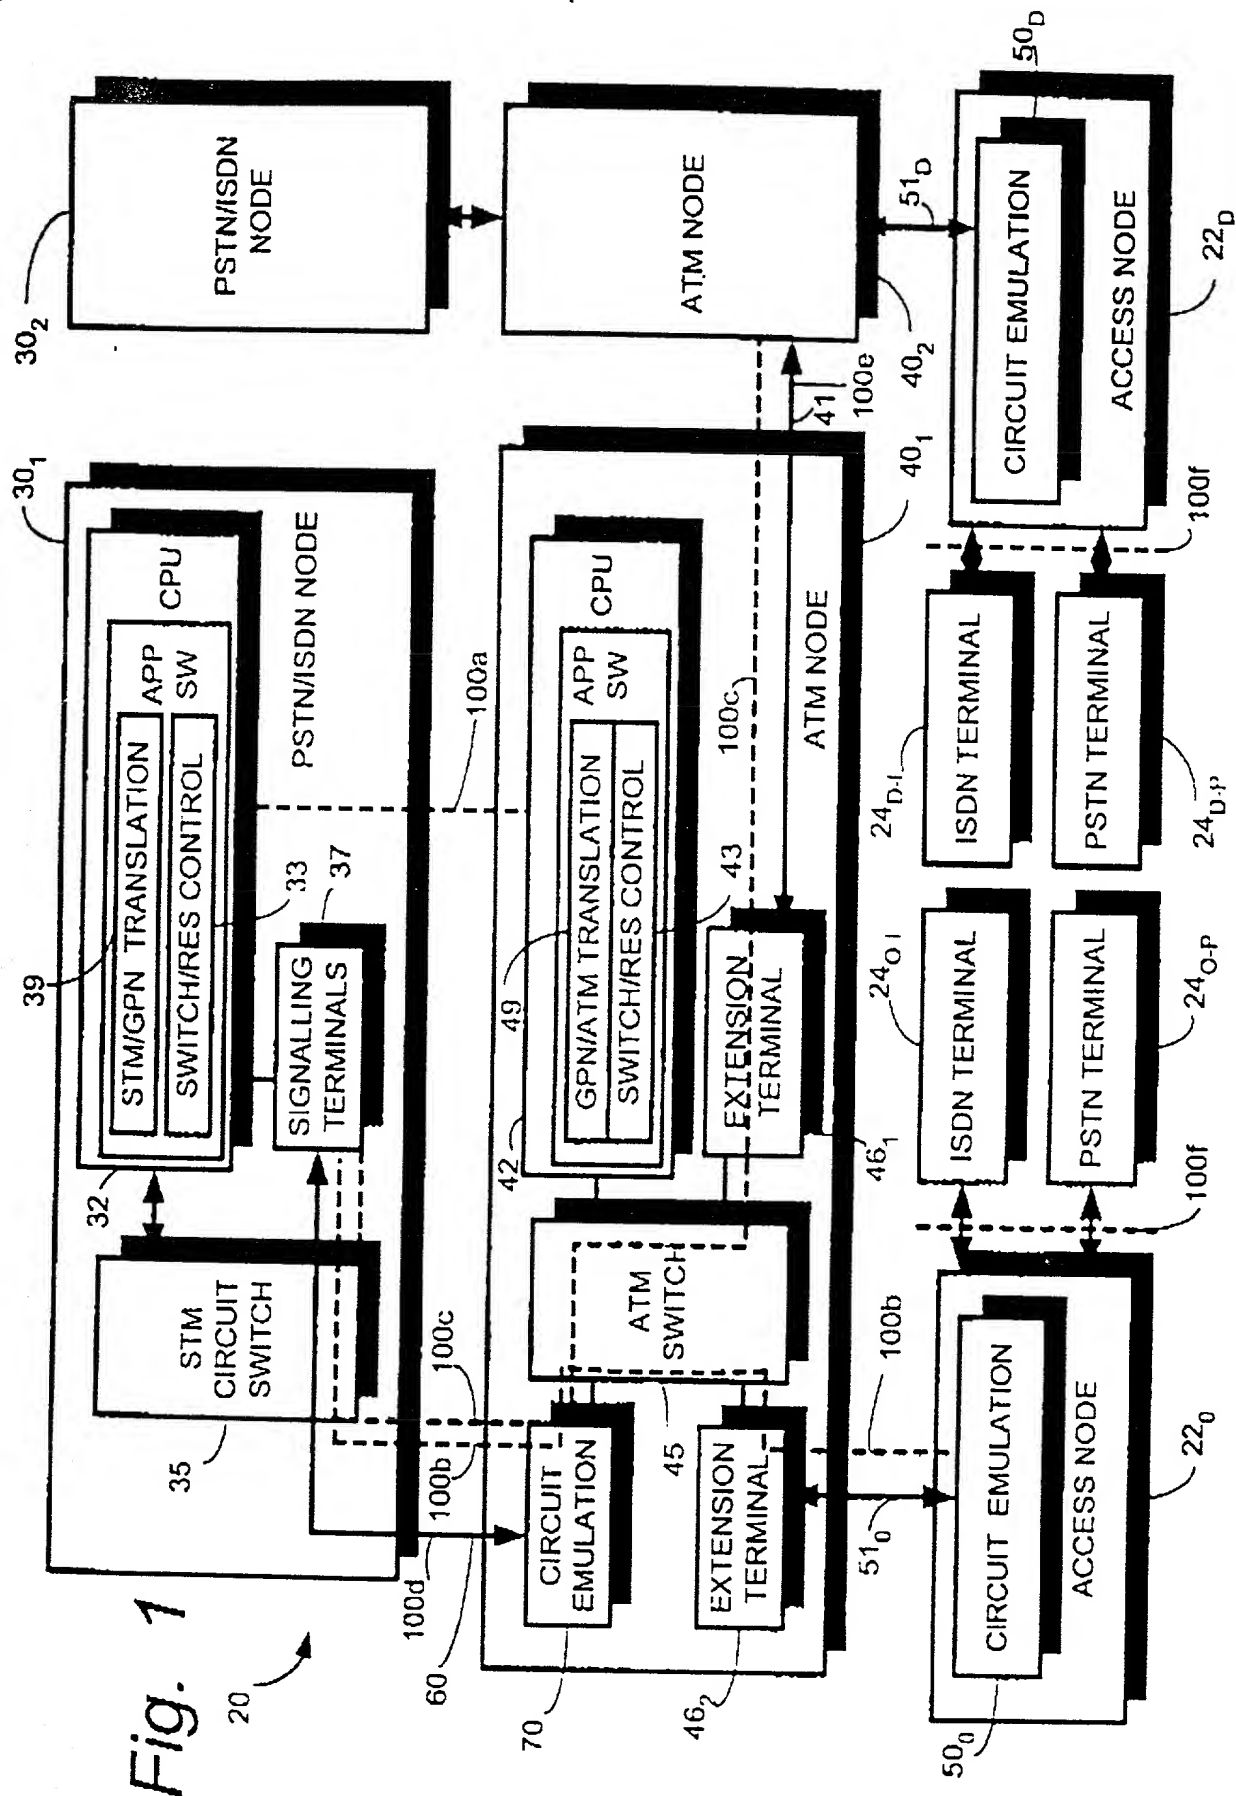 Fig. 1
20
30₁
39
STM/GPN TRANSLATION
SWITCH/RES CONTROL
APP
SW
CPU
33
32
PSTN/ISDN NODE
SIGNALLING
TERMINALS
37
STM
CIRCUIT
SWITCH
35
30₂
PSTN/ISDN
NODE
100a
100b
100c
100d
60
CIRCUIT
EMULATION
70
ATM
SWITCH
45
42
49
GPN/ATM TRANSLATION
SWITCH/RES CONTROL
APP
SW
CPU
43
EXTENSION
TERMINAL
46₁
EXTENSION
TERMINAL
46₂
100c
ATM NODE
40₁
41
100e
ATM NODE
40₂
51₀
100b
51D
50₀
CIRCUIT EMULATION
ACCESS NODE
22₀
100f
ISDN TERMINAL
24O-I
PSTN TERMINAL
24O-P
ISDN TERMINAL
24D-I
PSTN TERMINAL
24D-P
100f
50D
CIRCUIT EMULATION
ACCESS NODE
22D